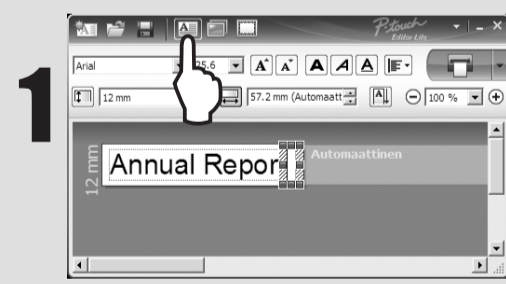 1
P-touch
Editor Lite
Arial
25.6
A A A A A
12 mm
57.2 mm (Automaatt
A
100 %
12 mm
Annual Repor
Automaattinen